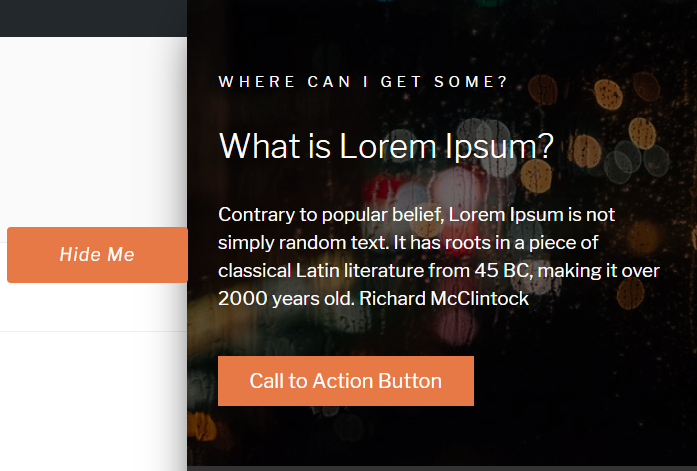 WHERE CAN I GET SOME?
What is Lorem Ipsum?
Hide Me
Contrary to popular belief, Lorem Ipsum is not
simply random text. It has roots in a piece of
classical Latin literature from 45 BC, making it over
2000 years old. Richard McClintock
Call to Action Button